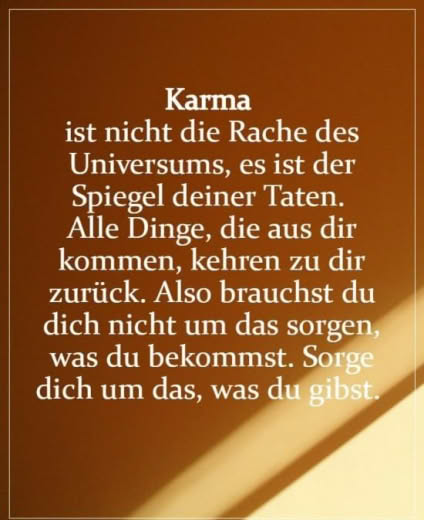 Karma
ist nicht die Rache des
Universums, es ist der
Spiegel deiner Taten.
Alle Dinge, die aus dir
kommen, kehren zu dir
zurück. Also brauchst du
dich nicht um das sorgen,
was du bekommst. Sorge
dich um das, was du gibst.